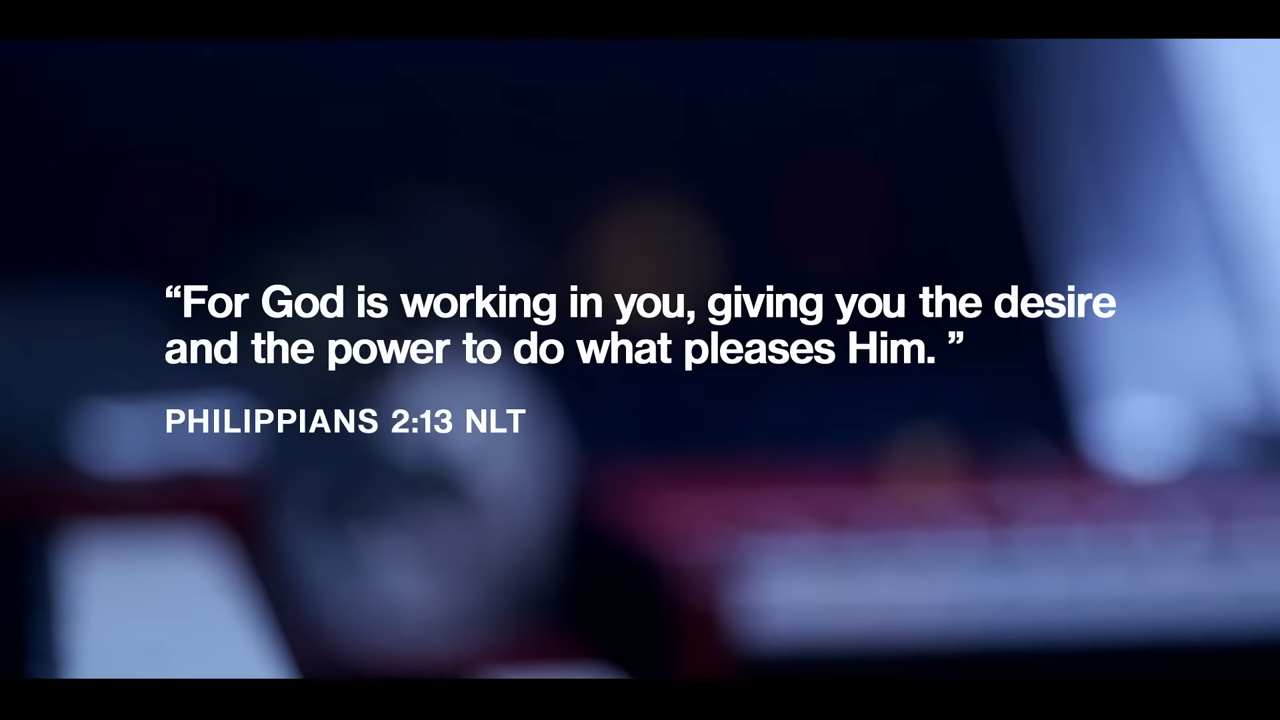 “For God is working in you, giving you the desire
and the power to do what pleases Him. ”
PHILIPPIANS 2:13 NLT